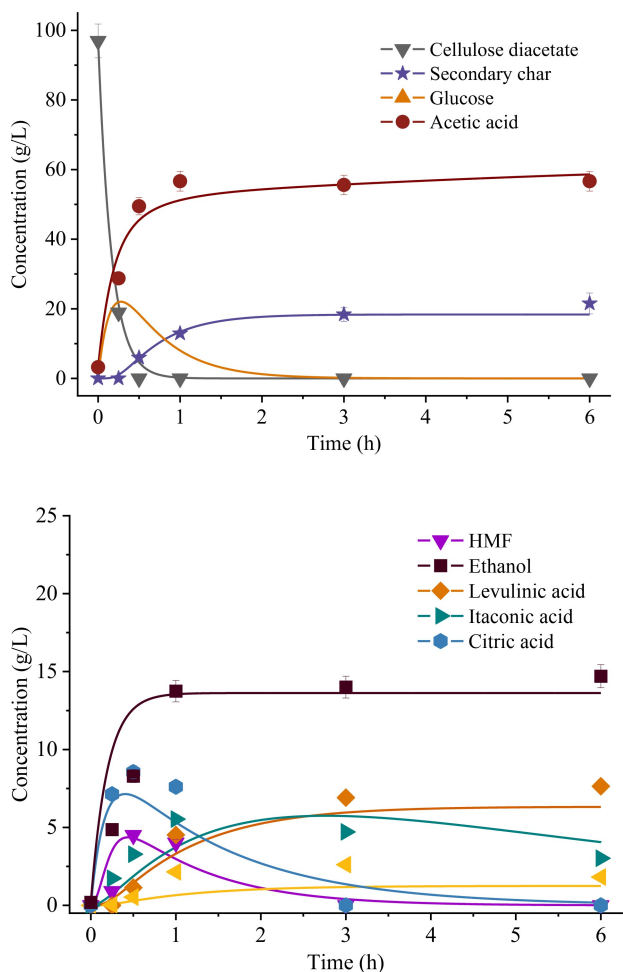 100
80
60
40
20
0
Concentration (g/L)
Cellulose diacetate
Secondary char
Glucose
Acetic acid
0 1 2 3 4 5 6
Time (h)
25
20
15
10
5
0
Concentration (g/L)
HMF
Ethanol
Levulinic acid
Itaconic acid
Citric acid
0 1 2 3 4 5 6
Time (h)